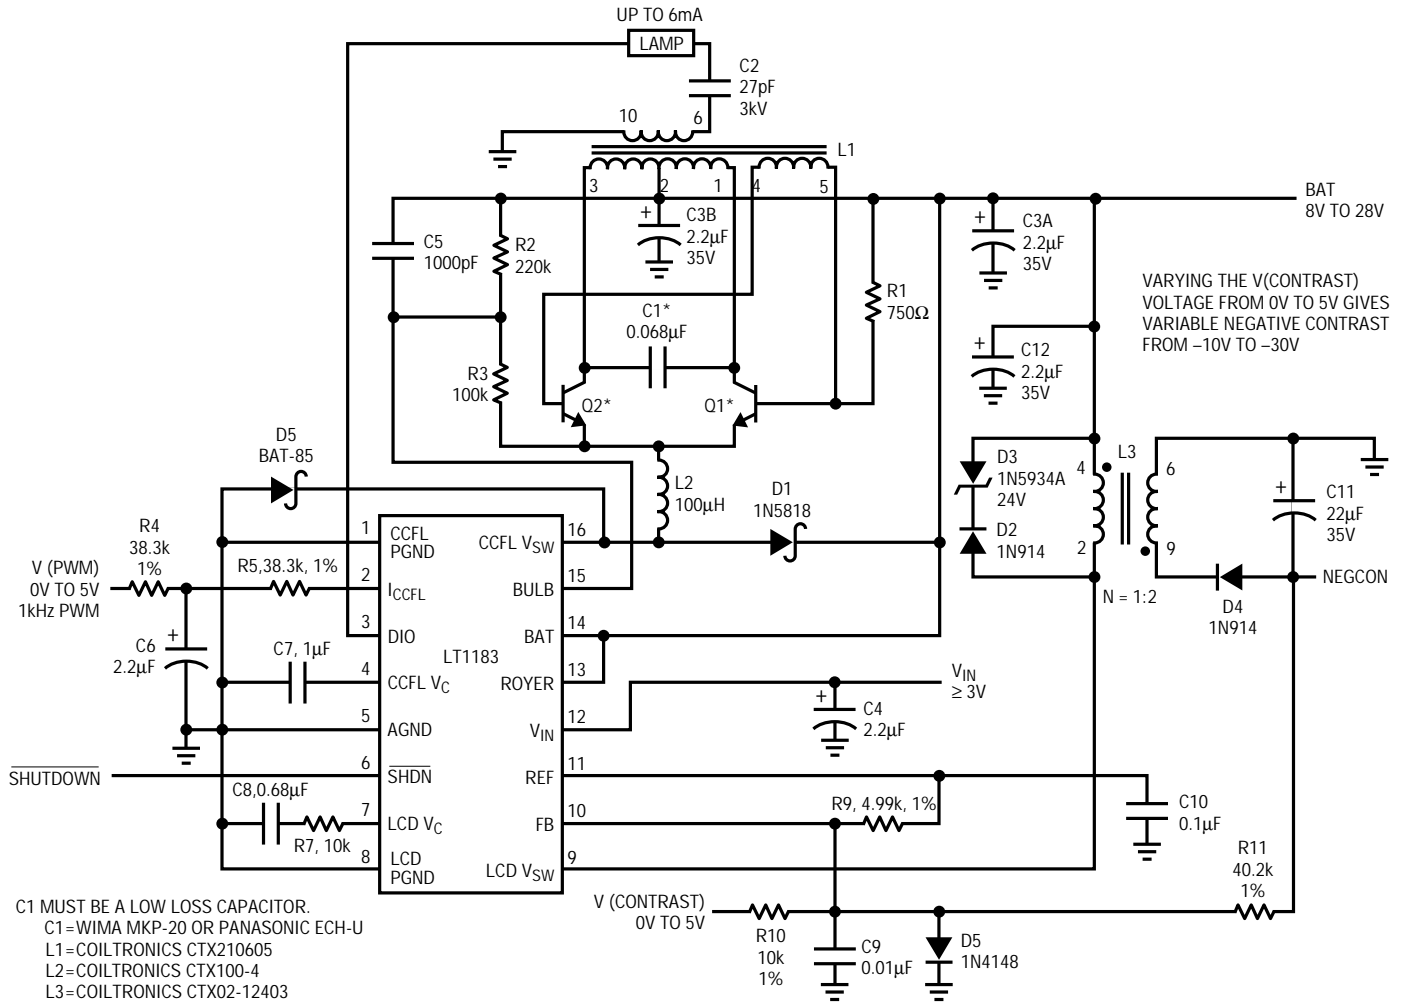 UP TO 6mA
LAMP
C2
27pF
3kV
10
6
L1
3
2
1
4
5
BAT
8V TO 28V
C5
1000pF
R2
220k
C3B
2.2µF
35V
C3A
2.2µF
35V
R1
750Ω
C1*
0.068µF
VARYING THE V(CONTRAST)
VOLTAGE FROM 0V TO 5V GIVES
VARIABLE NEGATIVE CONTRAST
FROM –10V TO –30V
C12
2.2µF
35V
R3
100k
Q2*
Q1*
D5
BAT-85
L2
100µH
D1
1N5818
D3
1N5934A
24V
D2
1N914
4
L3
6
2
9
N = 1:2
C11
22µF
35V
NEGCON
D4
1N914
R4
38.3k
1%
V (PWM)
0V TO 5V
1kHz PWM
R5,38.3k, 1%
C6
2.2µF
C7, 1µF
1
CCFL
PGND
2
ICCFL
3
DIO
4
CCFL VC
5
AGND
6
SHDN
7
LCD VC
8
LCD
PGND
LT1183
16
CCFL VSW
15
BULB
14
BAT
13
ROYER
12
VIN
11
REF
10
FB
9
LCD VSW
VIN
≥ 3V
C4
2.2µF
SHUTDOWN
C8,0.68µF
R7, 10k
R9, 4.99k, 1%
C10
0.1µF
R11
40.2k
1%
V (CONTRAST)
0V TO 5V
R10
10k
1%
C9
0.01µF
D5
1N4148
C1 MUST BE A LOW LOSS CAPACITOR.
C1=WIMA MKP-20 OR PANASONIC ECH-U
L1=COILTRONICS CTX210605
L2=COILTRONICS CTX100-4
L3=COILTRONICS CTX02-12403